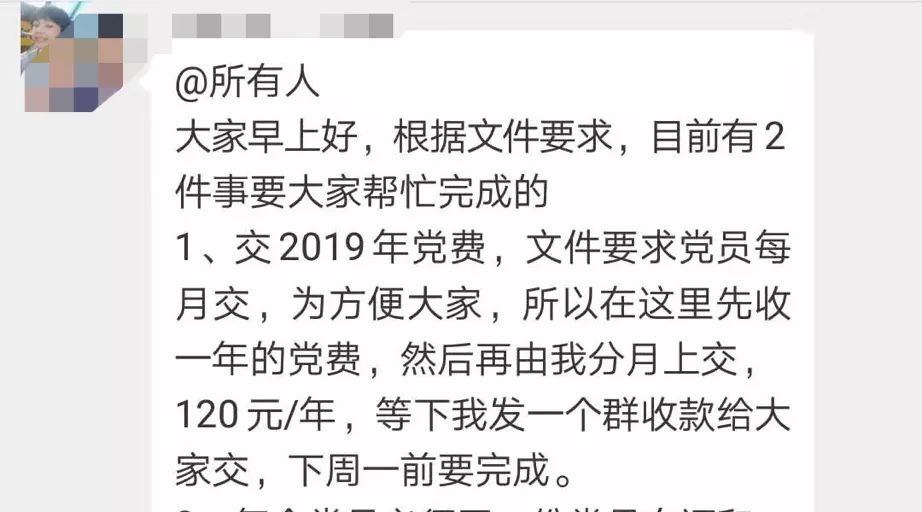 @所有人
大家早上好，根据文件要求，目前有2
件事要大家帮忙完成的
1、交2019年党费，文件要求党员每
月交，为方便大家，所以在这里先收
一年的党费，然后再由我分月上交，
120元/年，等下我发一个群收款给大
家交，下周一前要完成。